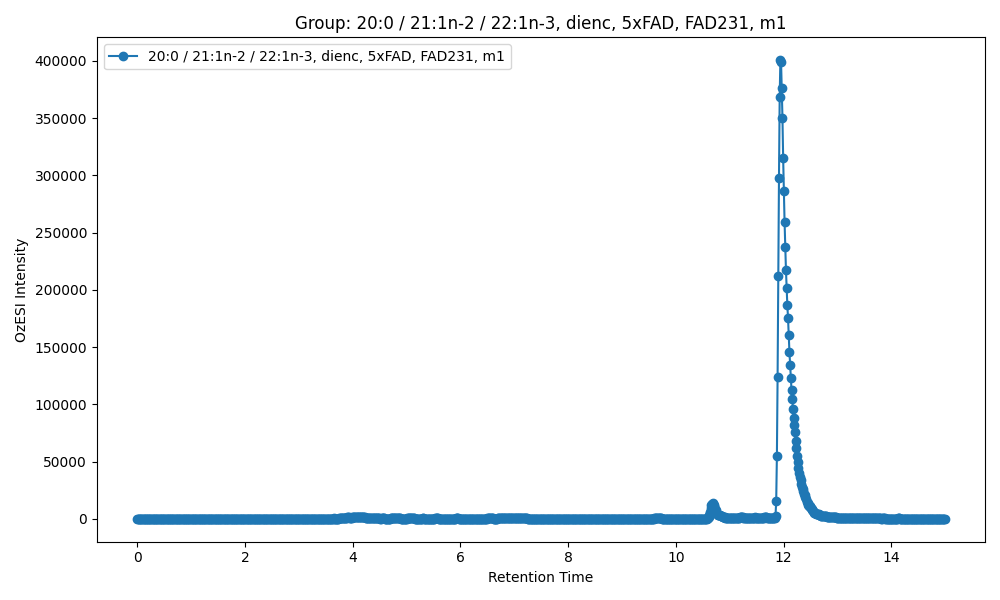 Group: 20:0 / 21:1n-2 / 22:1n-3, dienc, 5xFAD, FAD231, m1
20:0 / 21:1n-2 / 22:1n-3, dienc, 5xFAD, FAD231, m1
OzESI Intensity
400000
350000
300000
250000
200000
150000
100000
50000
0
0 2 4 6 8 10 12 14
Retention Time